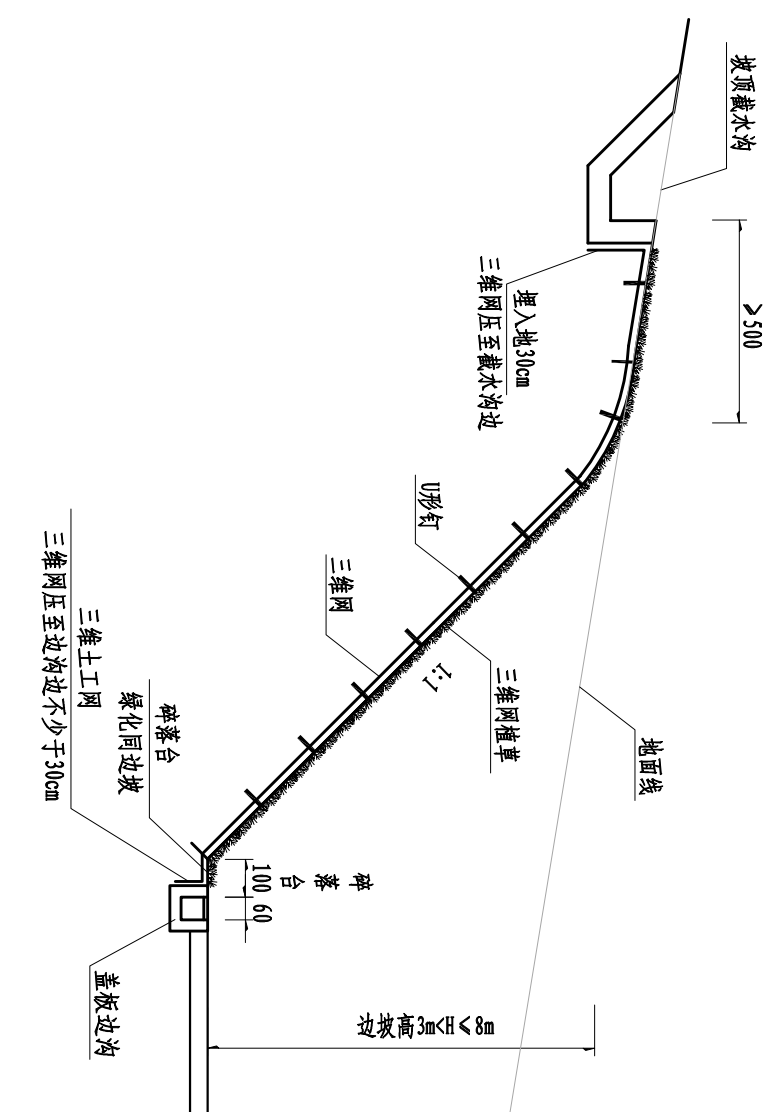 坡顶截水沟
≥500
埋入地30cm
三维网压至截水沟边
U形钉
三维网
三维网植草
1:1
地面线
三维土工网
三维网压至边沟边不少于30cm
碎落台
绿化同边坡
碎落台
100 60
盖板边沟
边坡高3m<H≤8m